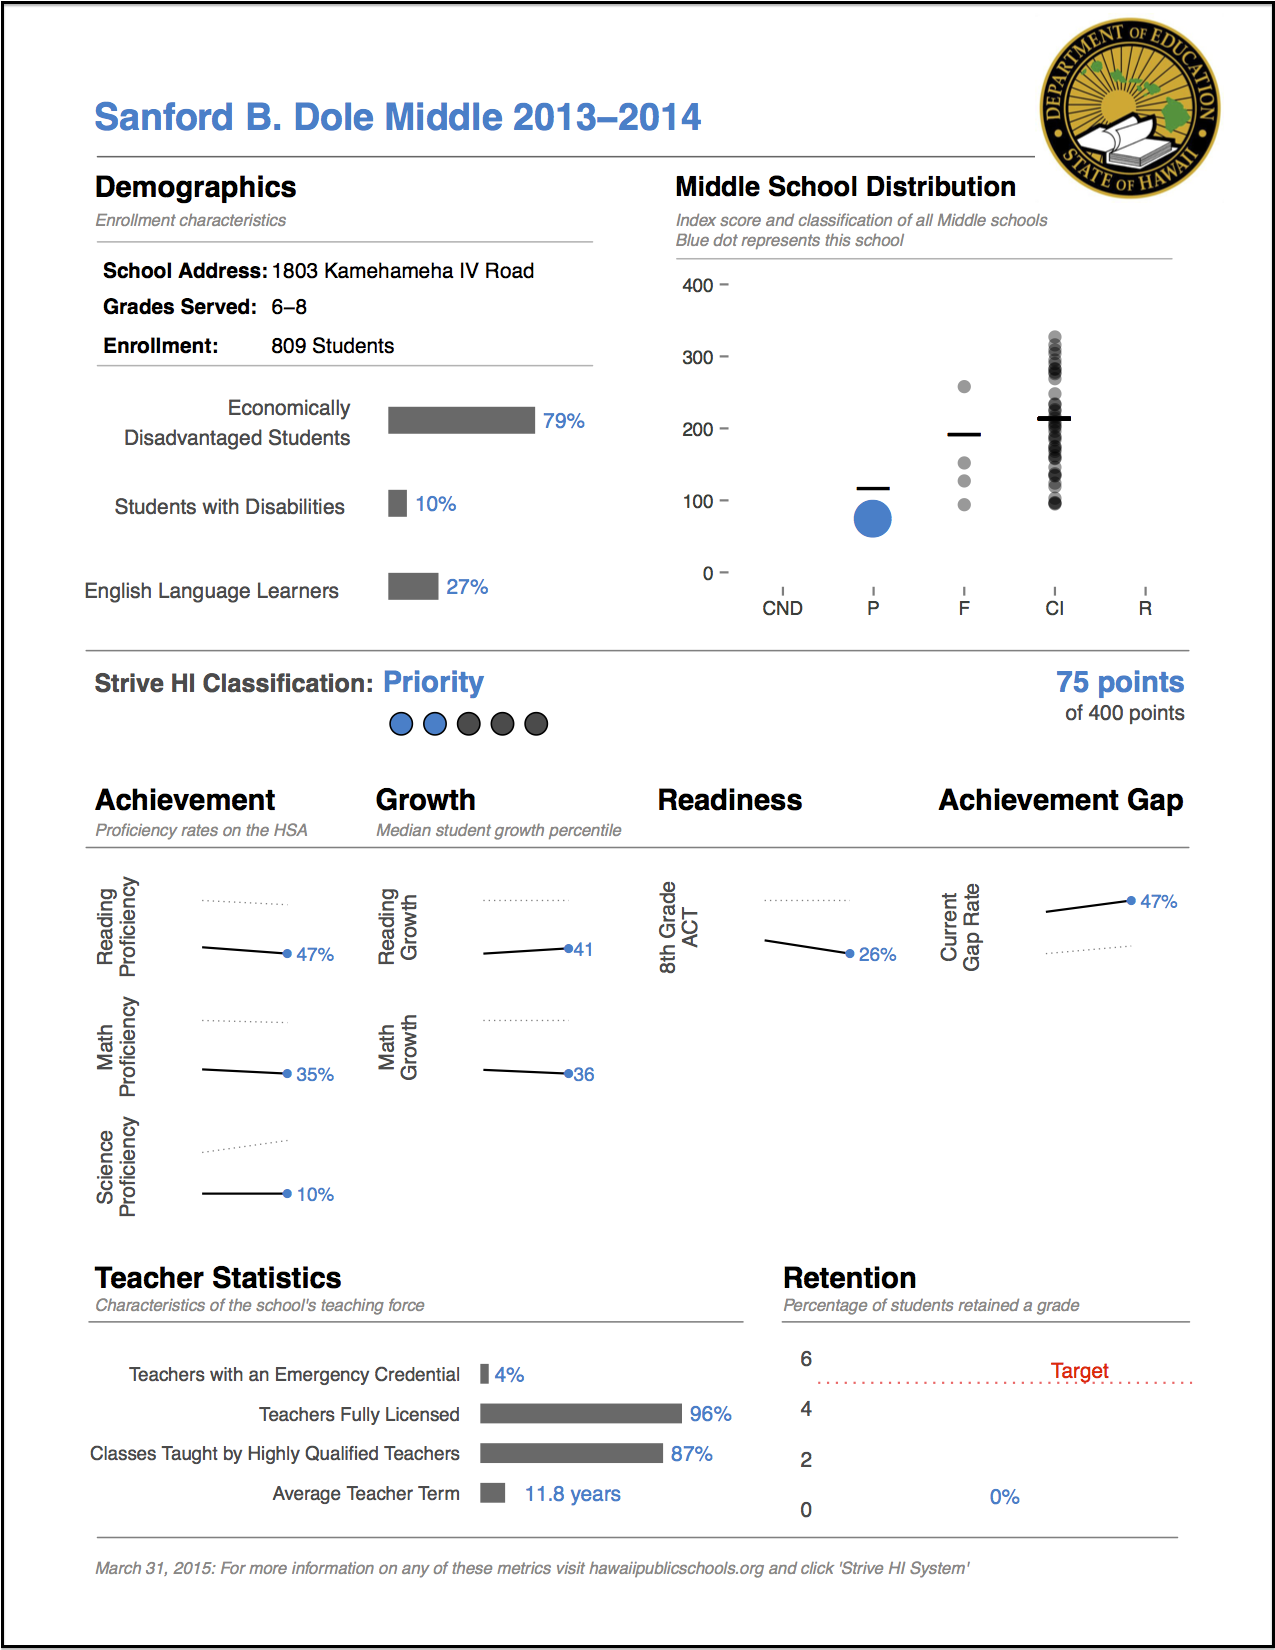 DEPARTMENT OF EDUCATION
STATE OF HAWAII
Sanford B. Dole Middle 2013–2014
Demographics
Enrollment characteristics
School Address: 1803 Kamehameha IV Road
Grades Served: 6–8
Enrollment: 809 Students
Economically
Disadvantaged Students
79%
Students with Disabilities
10%
English Language Learners
27%
Middle School Distribution
Index score and classification of all Middle schools
Blue dot represents this school
400
300
200
100
0
CND P F CI R
Strive HI Classification: Priority
75 points
of 400 points
Achievement
Proficiency rates on the HSA
Reading
Proficiency
47%
Math
Proficiency
35%
Science
Proficiency
10%
Growth
Median student growth percentile
Reading
Growth
41
Math
Growth
36
Readiness
8th Grade
ACT
26%
Achievement Gap
Current
Gap Rate
47%
Teacher Statistics
Characteristics of the school's teaching force
Teachers with an Emergency Credential 4%
Teachers Fully Licensed 96%
Classes Taught by Highly Qualified Teachers 87%
Average Teacher Term 11.8 years
Retention
Percentage of students retained a grade
6
Target
4
2
0%
0
March 31, 2015: For more information on any of these metrics visit hawaiipublicschools.org and click 'Strive HI System'